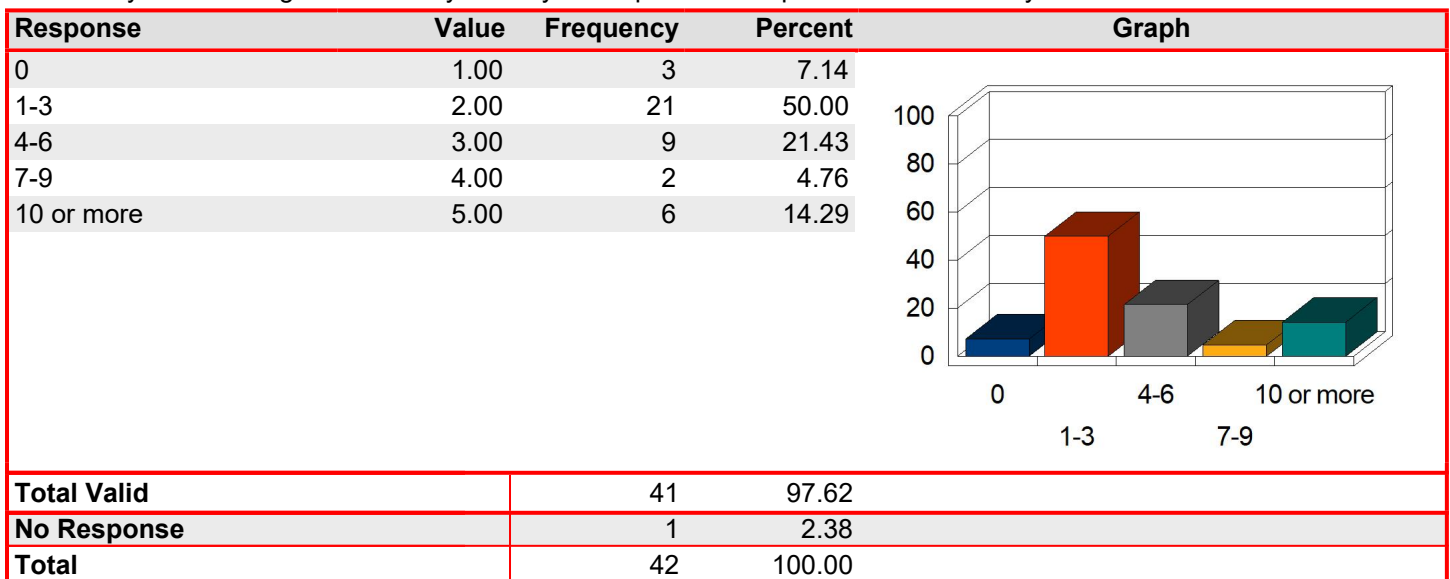 Response Value Frequency Percent Graph
0 1.00 3 7.14
1-3 2.00 21 50.00
4-6 3.00 9 21.43
7-9 4.00 2 4.76
10 or more 5.00 6 14.29
100
80
60
40
20
0
0 4-6 10 or more
1-3 7-9
Total Valid 41 97.62
No Response 1 2.38
Total 42 100.00